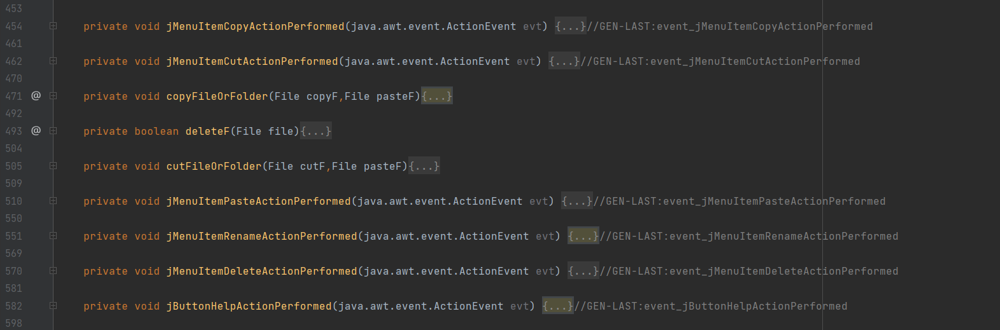 453
454 private void jMenuItemCopyActionPerformed(java.awt.event.ActionEvent evt) {...}//GEN-LAST:event_jMenuItemCopyActionPerformed
461
462 private void jMenuItemCutActionPerformed(java.awt.event.ActionEvent evt) {...}//GEN-LAST:event_jMenuItemCutActionPerformed
470
471 @ private void copyFileOrFolder(File copyF,File pasteF){...}
492
493 @ private boolean deleteF(File file){...}
504
505 private void cutFileOrFolder(File cutF,File pasteF){...}
509
510 private void jMenuItemPasteActionPerformed(java.awt.event.ActionEvent evt) {...}//GEN-LAST:event_jMenuItemPasteActionPerformed
550
551 private void jMenuItemRenameActionPerformed(java.awt.event.ActionEvent evt) {...}//GEN-LAST:event_jMenuItemRenameActionPerformed
569
570 private void jMenuItemDeleteActionPerformed(java.awt.event.ActionEvent evt) {...}//GEN-LAST:event_jMenuItemDeleteActionPerformed
581
582 private void jButtonHelpActionPerformed(java.awt.event.ActionEvent evt) {...}//GEN-LAST:event_jButtonHelpActionPerformed
598